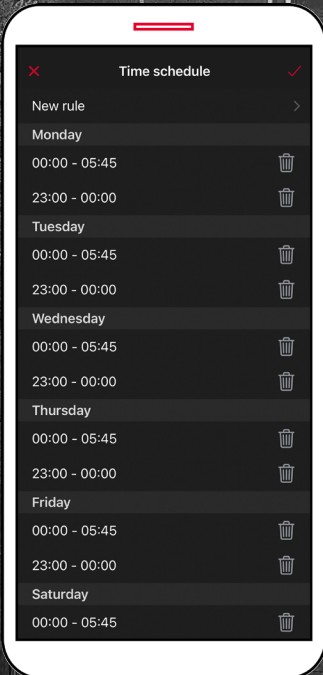 Time schedule
New rule
Monday
00:00 - 05:45
23:00 - 00:00
Tuesday
00:00 - 05:45
23:00 - 00:00
Wednesday
00:00 - 05:45
23:00 - 00:00
Thursday
00:00 - 05:45
23:00 - 00:00
Friday
00:00 - 05:45
23:00 - 00:00
Saturday
00:00 - 05:45